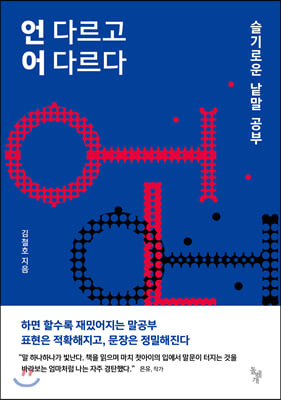 언 다르고
어 다르다
슬기로운 낱말 공부
김철호 지음
하면 할수록 재밌어지는 말공부
표현은 적확해지고, 문장은 정밀해진다
"말 하나하나가 빛난다. 책을 읽으며 마치 첫아이의 입에서 말문이 터지는 것을
바라보는 엄마처럼 나는 자주 경탄했다." 은유, 작가
돌베개